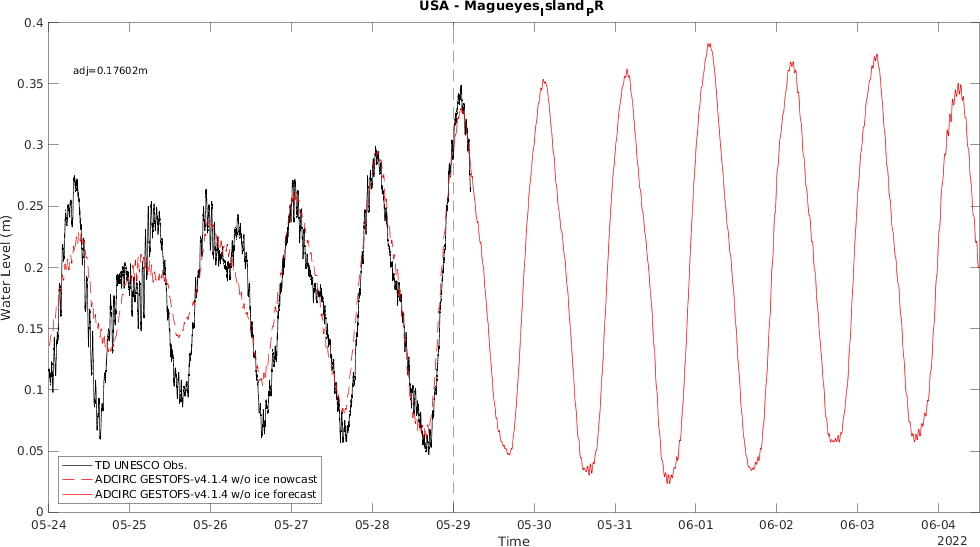 USA - Magueyes_Island_PR
0.4
adj=0.17602m
0.35
0.3
0.25
0.2
0.15
0.1
0.05
0
Water Level (m)
TD UNESCO Obs.
ADCIRC GESTOFS-v4.1.4 w/o ice nowcast
ADCIRC GESTOFS-v4.1.4 w/o ice forecast
05-24 05-25 05-26 05-27 05-28 05-29 05-30 05-31 06-01 06-02 06-03 06-04
Time
2022